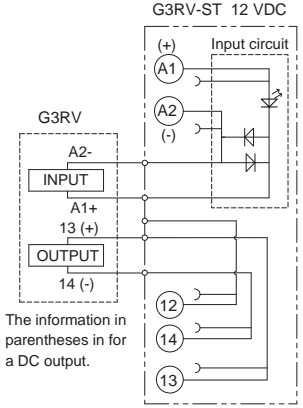 G3RV-ST 12 VDC
(+)
Input circuit
A1
A2
(-)
G3RV
A2-
INPUT
A1+
13 (+)
OUTPUT
14 (-)
The information in
parentheses in for
a DC output.
12
14
13